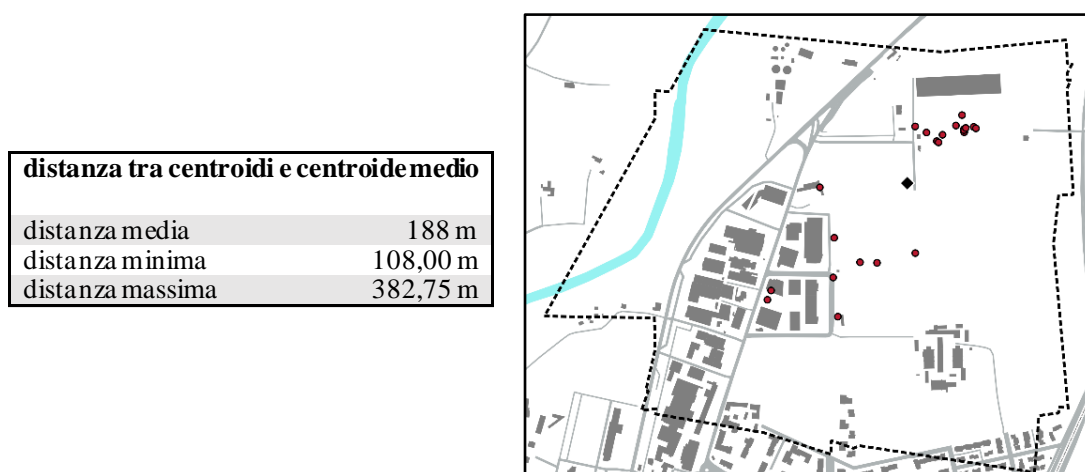 distanza tra centroidi e centroide medio
distanza media 188 m
distanza minima 108,00 m
distanza massima 382,75 m